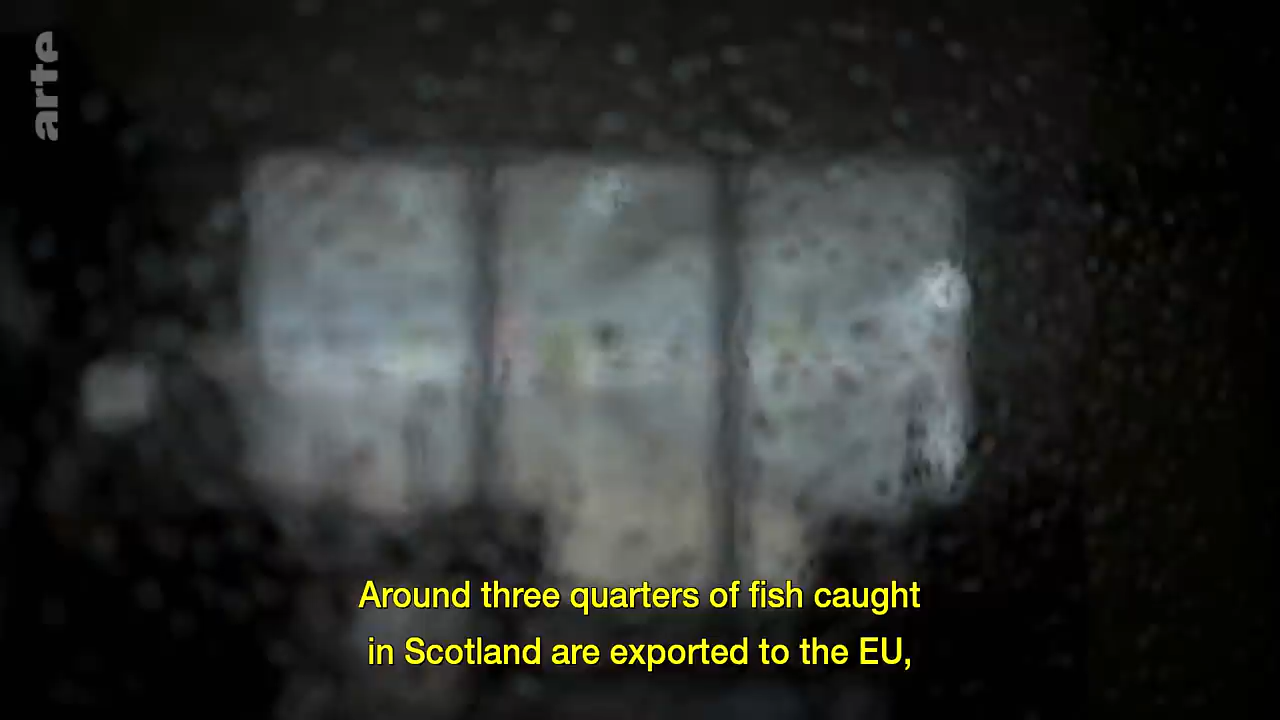 arte
Around three quarters of fish caught
in Scotland are exported to the EU,